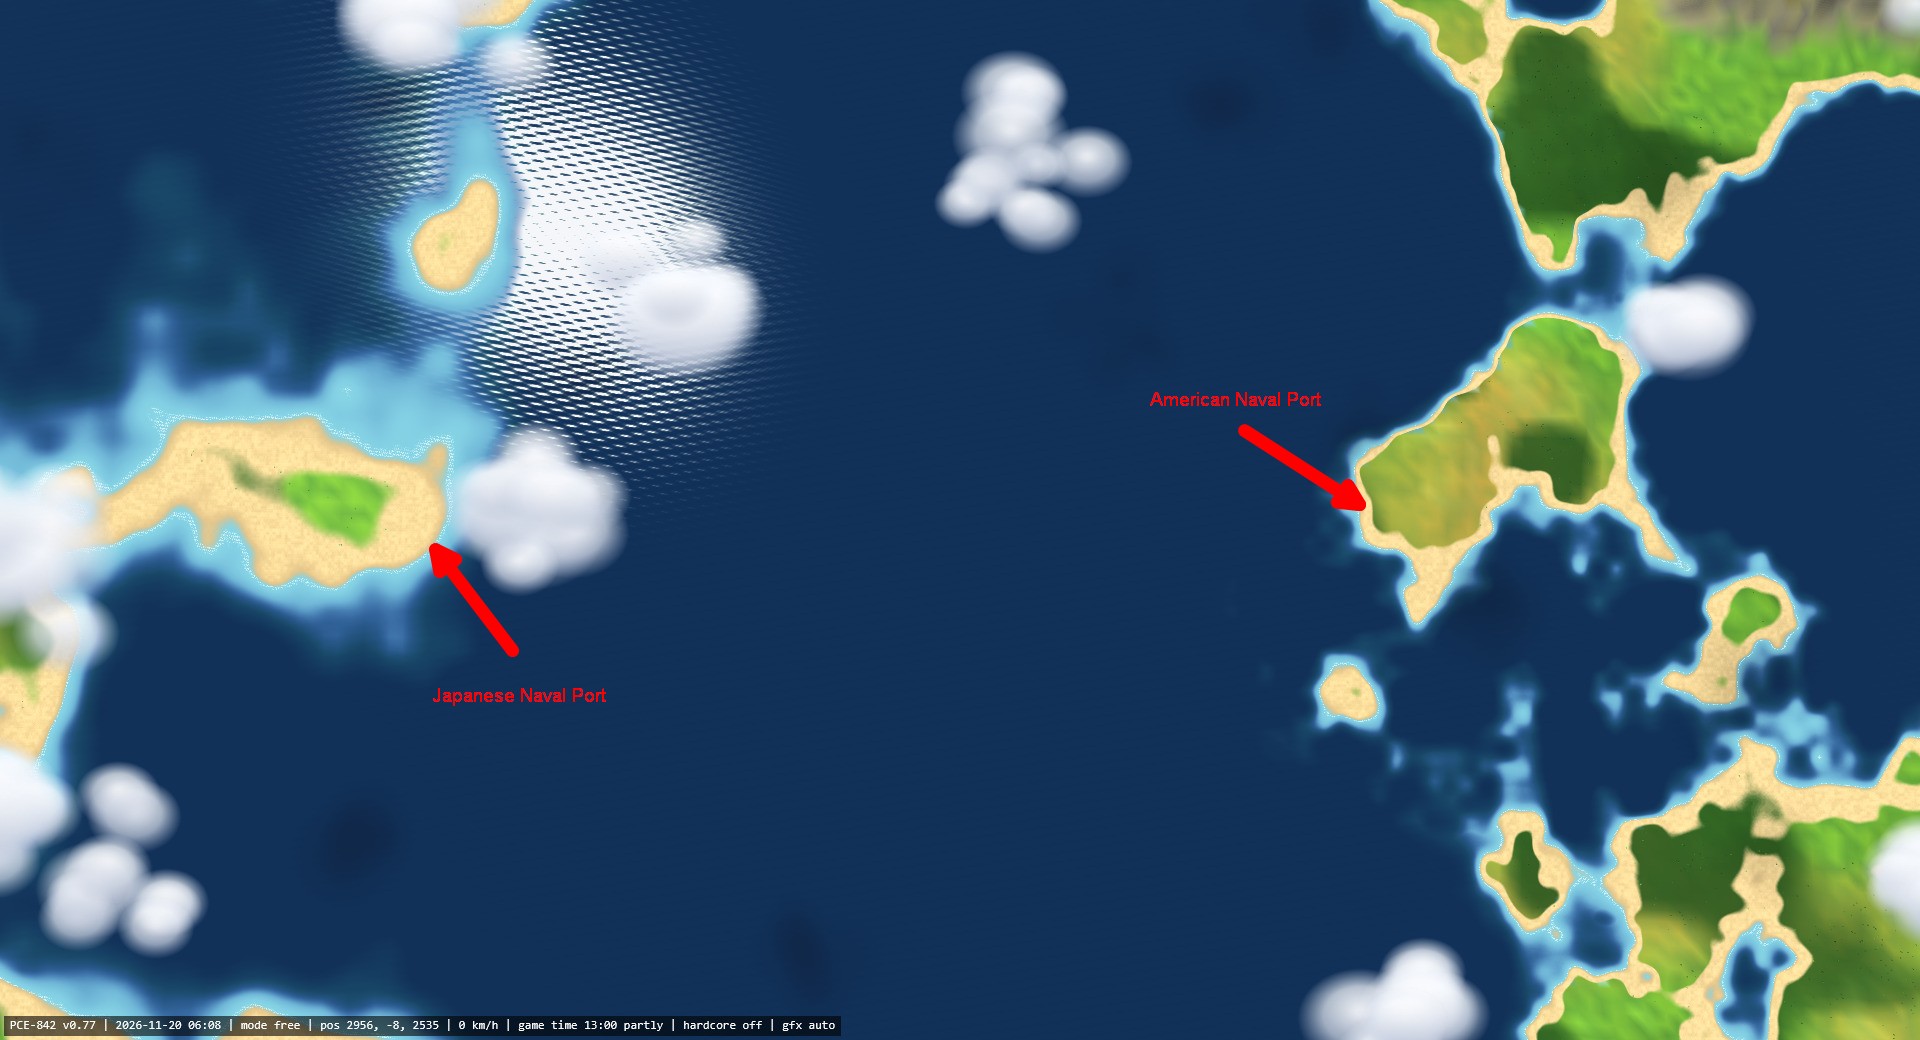 American Naval Port
Japanese Naval Port
PCE-842 v0.77 | 2026-11-20 06:08 | mode free | pos 2956, -8, 2535 | 0 km/h | game time 13:00 partly | hardcore off | gfx auto